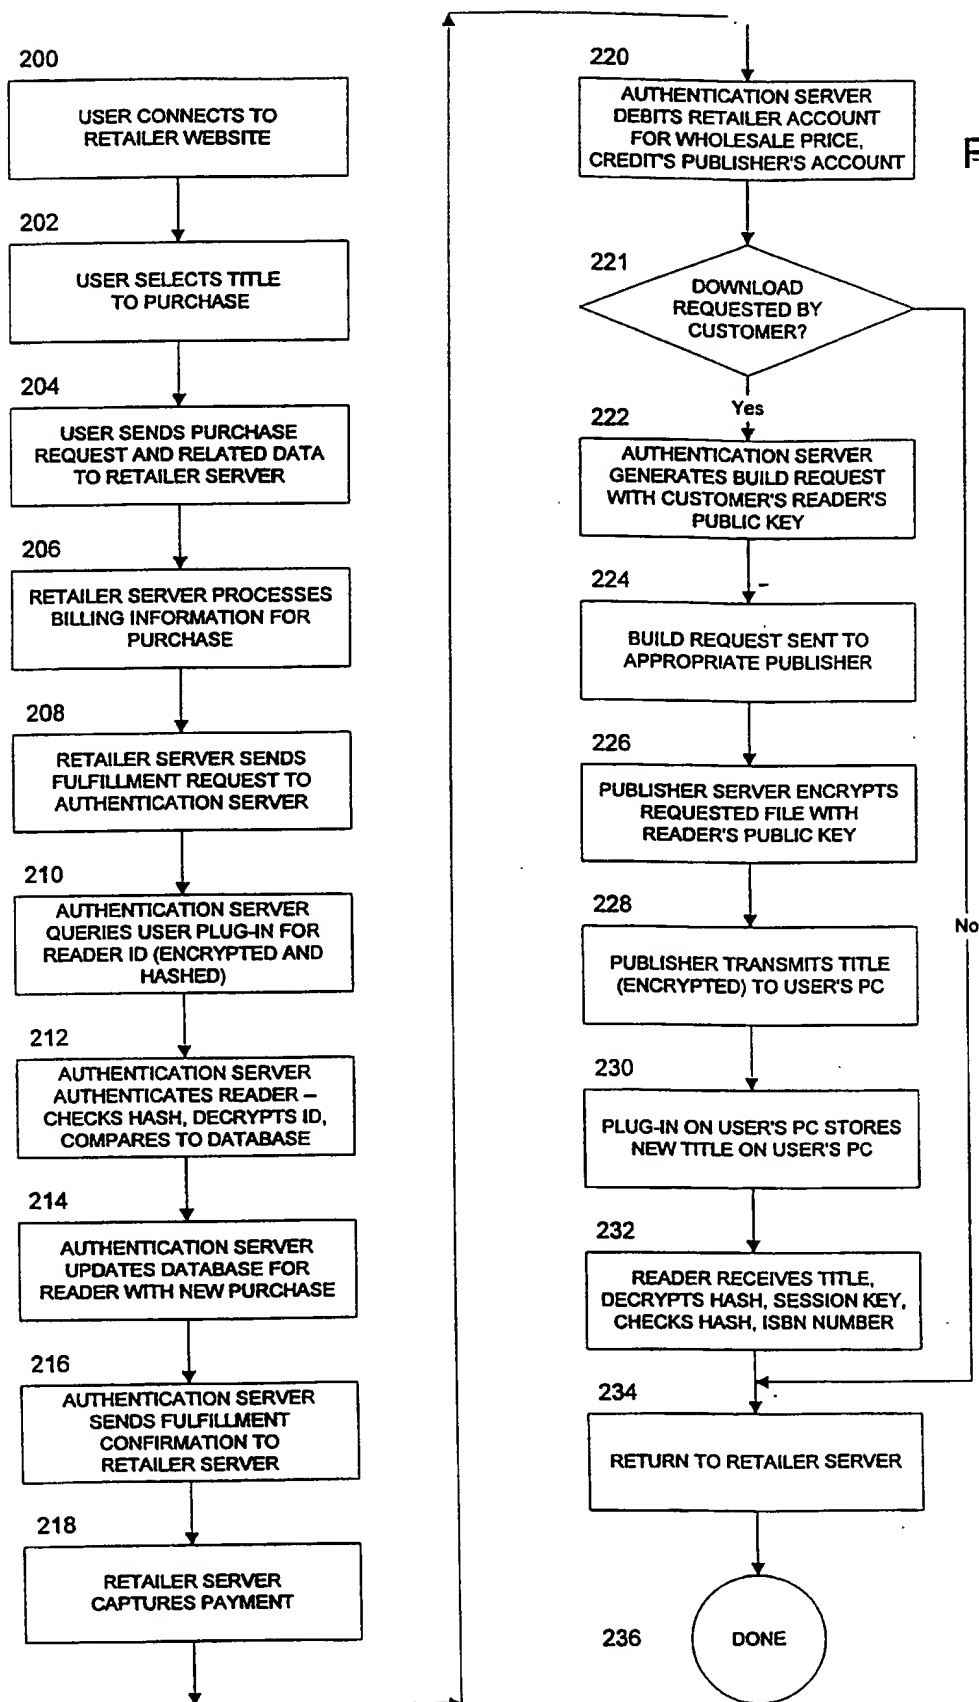 200
USER CONNECTS TO
RETAILER WEBSITE
202
USER SELECTS TITLE
TO PURCHASE
204
USER SENDS PURCHASE
REQUEST AND RELATED DATA
TO RETAILER SERVER
206
RETAILER SERVER PROCESSES
BILLING INFORMATION FOR
PURCHASE
208
RETAILER SERVER SENDS
FULFILLMENT REQUEST TO
AUTHENTICATION SERVER
210
AUTHENTICATION SERVER
QUERIES USER PLUG-IN FOR
READER ID (ENCRYPTED AND
HASHED)
212
AUTHENTICATION SERVER
AUTHENTICATES READER –
CHECKS HASH, DECRYPTS ID,
COMPARES TO DATABASE
214
AUTHENTICATION SERVER
UPDATES DATABASE FOR
READER WITH NEW PURCHASE
216
AUTHENTICATION SERVER
SENDS FULFILLMENT
CONFIRMATION TO
RETAILER SERVER
218
RETAILER SERVER
CAPTURES PAYMENT
220
AUTHENTICATION SERVER
DEBITS RETAILER ACCOUNT
FOR WHOLESALE PRICE,
CREDIT'S PUBLISHER'S ACCOUNT
F
221
DOWNLOAD
REQUESTED BY
CUSTOMER?
Yes
222
AUTHENTICATION SERVER
GENERATES BUILD REQUEST
WITH CUSTOMER'S READER'S
PUBLIC KEY
224
BUILD REQUEST SENT TO
APPROPRIATE PUBLISHER
226
PUBLISHER SERVER ENCRYPTS
REQUESTED FILE WITH
READER'S PUBLIC KEY
228
No
PUBLISHER TRANSMITS TITLE
(ENCRYPTED) TO USER'S PC
230
PLUG-IN ON USER'S PC STORES
NEW TITLE ON USER'S PC
232
READER RECEIVES TITLE,
DECRYPTS HASH, SESSION KEY,
CHECKS HASH, ISBN NUMBER
234
RETURN TO RETAILER SERVER
236
DONE